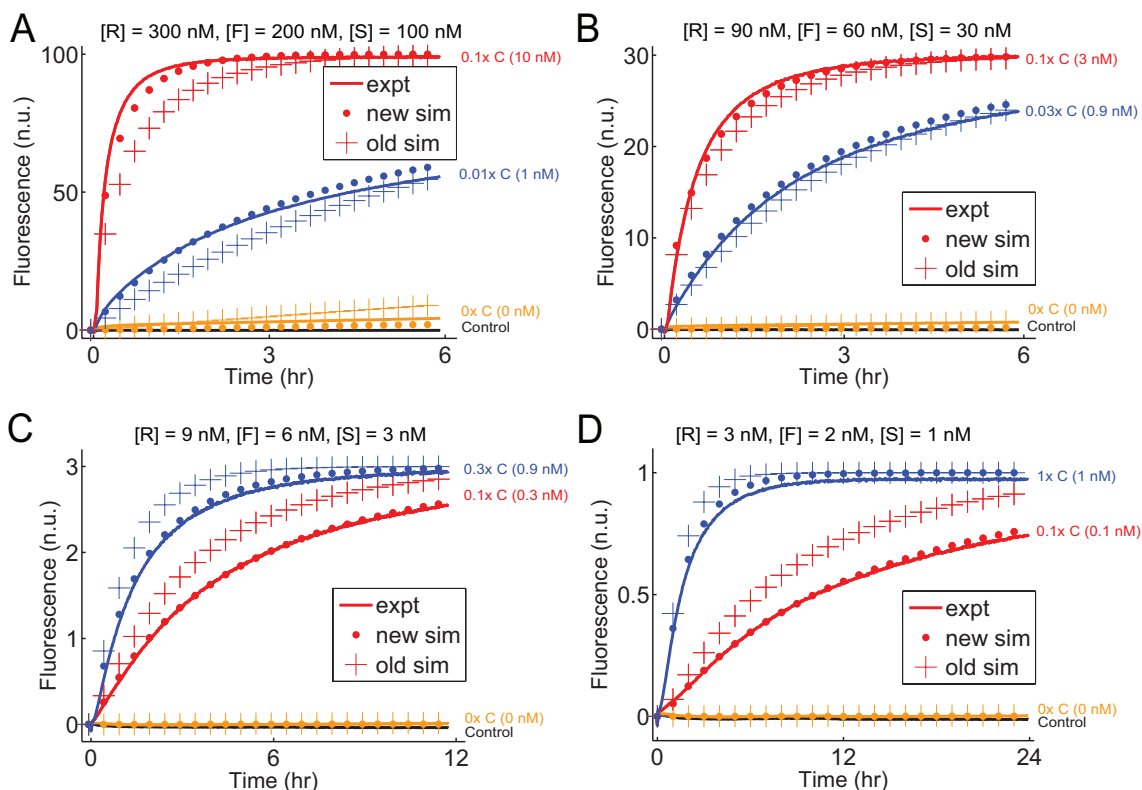 A
[R] = 300 nM, [F] = 200 nM, [S] = 100 nM
Fluorescence (n.u.)
100
50
0
0.1x C (10 nM)
expt
new sim
old sim
0.01x C (1 nM)
0x C (0 nM)
Control
0
3
6
Time (hr)
B
[R] = 90 nM, [F] = 60 nM, [S] = 30 nM
Fluorescence (n.u.)
30
20
10
0
0.1x C (3 nM)
0.03x C (0.9 nM)
expt
new sim
old sim
0x C (0 nM)
Control
0
3
6
Time (hr)
C
[R] = 9 nM, [F] = 6 nM, [S] = 3 nM
Fluorescence (n.u.)
3
2
1
0
0.3x C (0.9 nM)
0.1x C (0.3 nM)
expt
new sim
old sim
0x C (0 nM)
Control
0
6
12
Time (hr)
D
[R] = 3 nM, [F] = 2 nM, [S] = 1 nM
Fluorescence (n.u.)
1
0.5
0
1x C (1 nM)
0.1x C (0.1 nM)
expt
new sim
old sim
0x C (0 nM)
Control
0
12
24
Time (hr)